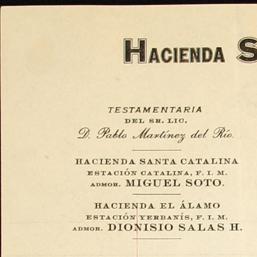 HACIENDA S
TESTAMENTARIA
DEL SR. LIC.
D. Pablo Martínez del Río.
HACIENDA SANTA CATALINA
ESTACIÓN CATALINA, F. I. M.
ADMOR. MIGUEL SOTO.
HACIENDA EL ÁLAMO
ESTACIÓN YERBANÍS, F. I. M.
ADMOR. DIONISIO SALAS H.